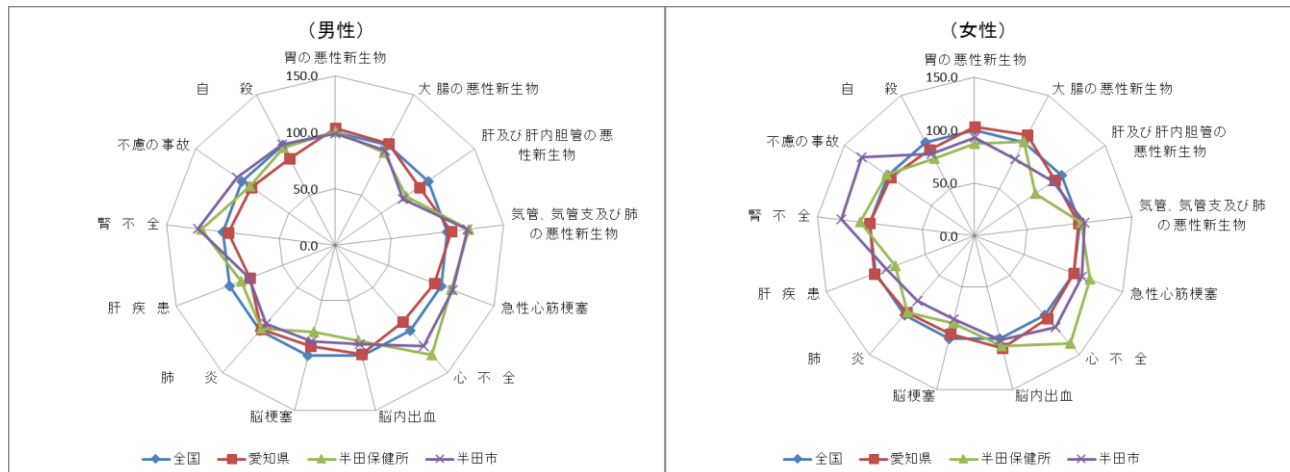 (男性)
胃の悪性新生物
150.0
大腸の悪性新生物
自　殺
100.0
肝及び肝内胆管の悪
性新生物
不慮の事故
50.0
気管、気管支及び肺
の悪性新生物
腎 不 全
0.0
肝 疾 患
急性心筋梗塞
肺　炎
心 不 全
脳梗塞
脳内出血
全国
愛知県
半田保健所
半田市
(女性)
胃の悪性新生物
150.0
大腸の悪性新生物
自　殺
100.0
肝及び肝内胆管の
悪性新生物
不慮の事故
50.0
気管、気管支及び肺
の悪性新生物
腎 不 全
0.0
肝 疾 患
急性心筋梗塞
肺　炎
心 不 全
脳梗塞
脳内出血
全国
愛知県
半田保健所
半田市